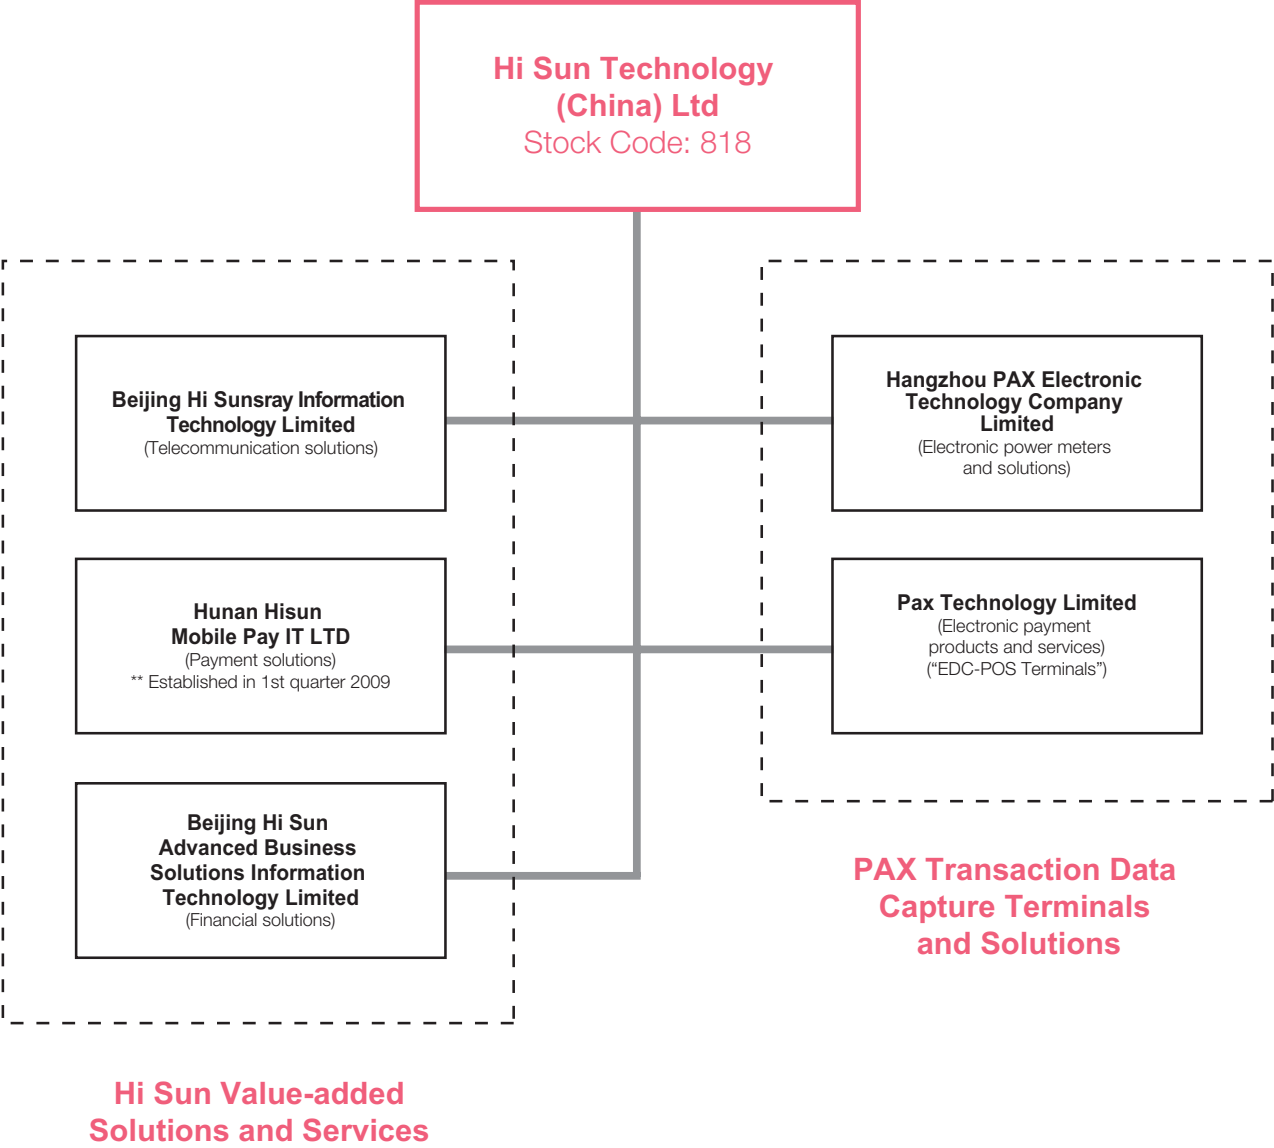 Hi Sun Technology
(China) Ltd
Stock Code: 818
Beijing Hi Sunsray Information
Technology Limited
(Telecommunication solutions)
Hunan Hisun
Mobile Pay IT LTD
(Payment solutions)
** Established in 1st quarter 2009
Beijing Hi Sun
Advanced Business
Solutions Information
Technology Limited
(Financial solutions)
Hi Sun Value-added
Solutions and Services
Hangzhou PAX Electronic
Technology Company
Limited
(Electronic power meters
and solutions)
Pax Technology Limited
(Electronic payment
products and services)
(“EDC-POS Terminals”)
PAX Transaction Data
Capture Terminals
and Solutions